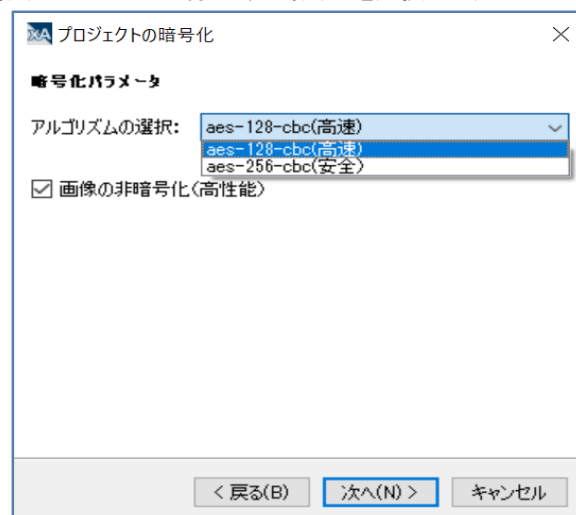 プロジェクトの暗号化
暗号化パラメータ
アルゴリズムの選択: aes-128-cbc(高速)
aes-128-cbc(高速)
aes-256-cbc(安全)
画像の非暗号化(高性能)
< 戻る(B) 次へ(N) > キャンセル